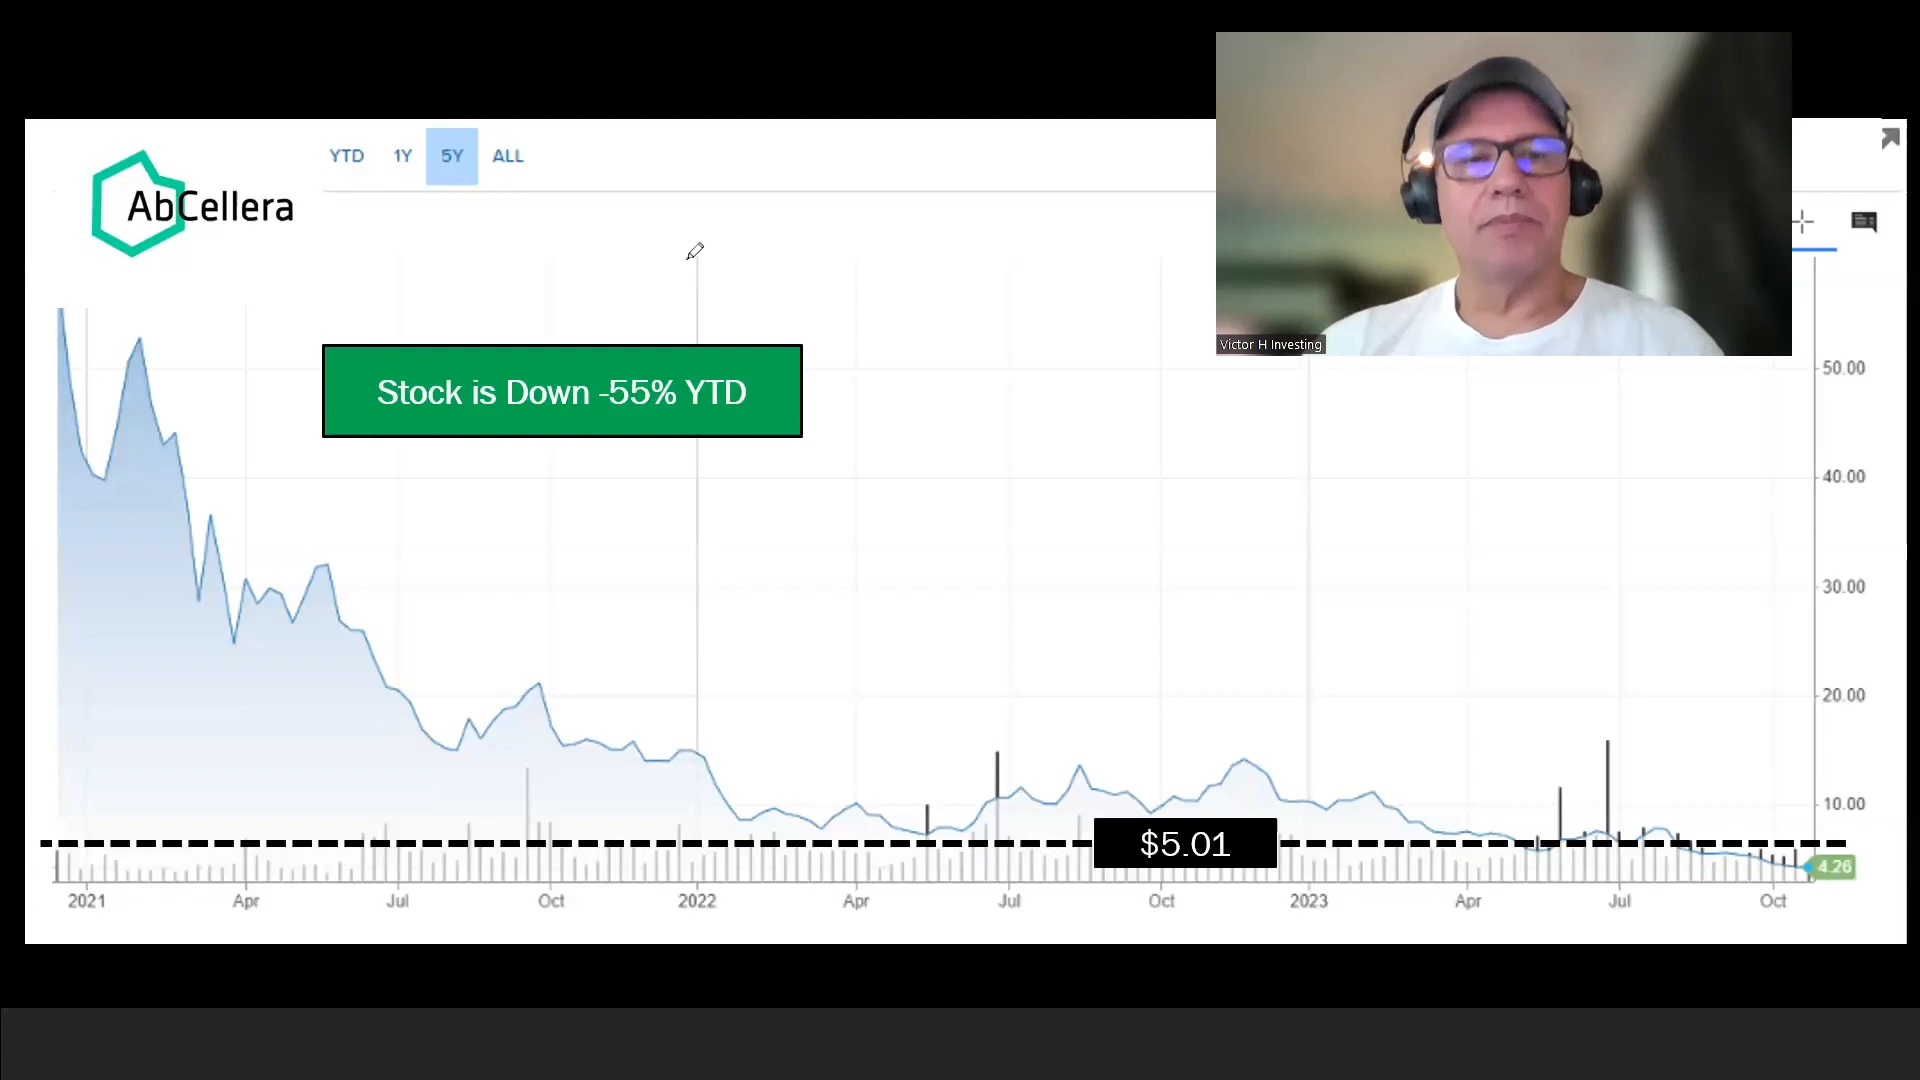 YTD 1Y 5Y ALL
AbCellera
Victor H Investing
50.00
Stock is Down -55% YTD
40.00
30.00
20.00
10.00
$5.01
4.26
2021 Apr Jul Oct 2022 Apr Jul Oct 2023 Apr Jul Oct